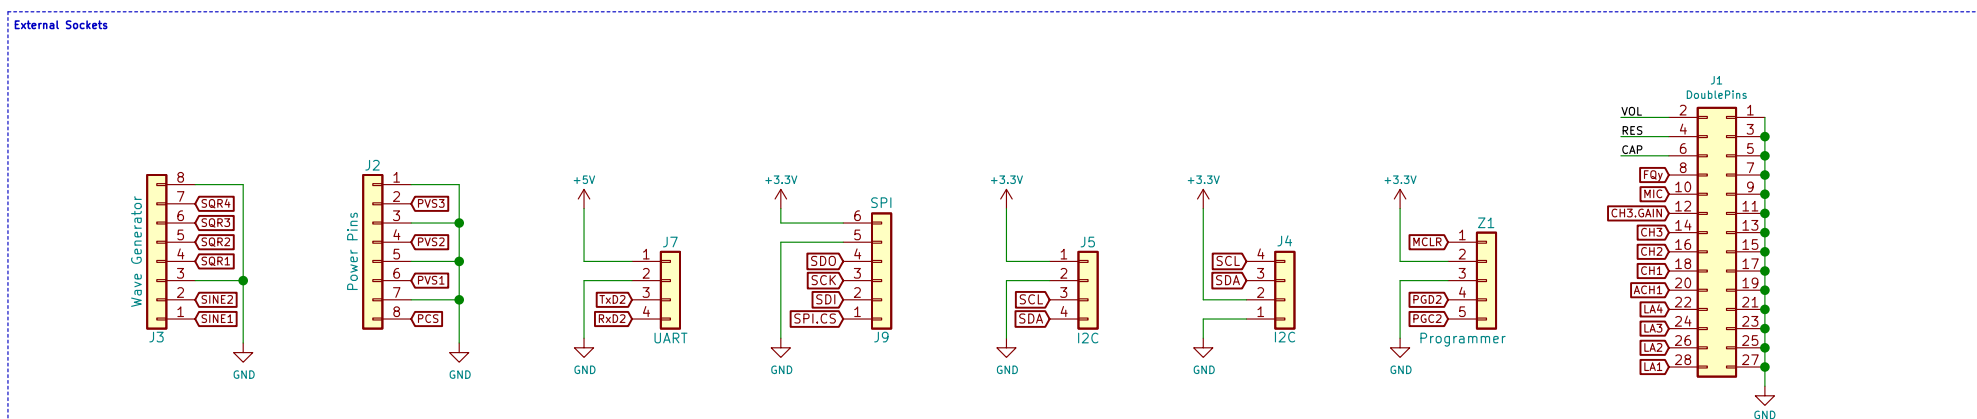 External Sockets
Wave Generator
8
7 SQR4
6 SQR3
5 SQR2
4 SQR1
3
2 SINE2
1 SINE1
J3
GND
J2
Power Pins
1
2 PVS3
3
4 PVS2
5
6 PVS1
7
8 PCS
GND
+5V
J7
1
2
TxD2 3
RxD2 4
UART
GND
+3.3V
SPI
6
5
SDO 4
SCK 3
SDI 2
SPI.CS 1
J9
GND
+3.3V
J5
1
2
SCL 3
SDA 4
I2C
GND
+3.3V
J4
SCL 4
SDA 3
2
1
I2C
GND
+3.3V
Z1
MCLR 1
2
3
PGD2 4
PGC2 5
Programmer
GND
J1
DoublePins
VOL 2 1
RES 4 3
CAP 6 5
FQy 8 7
MIC 10 9
CH3.GAIN 12 11
CH3 14 13
CH2 16 15
CH1 18 17
ACH1 20 19
LA4 22 21
LA3 24 23
LA2 26 25
LA1 28 27
GND